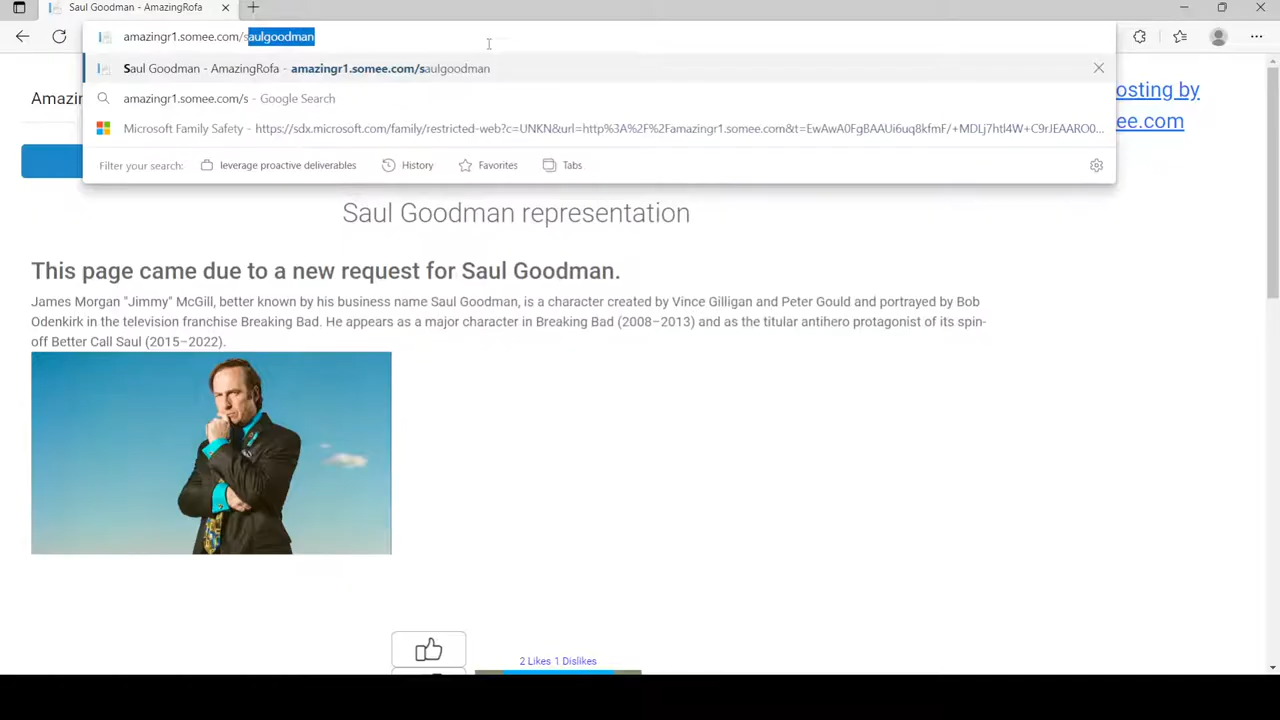 Saul Goodman - AmazingRofa
amazingr1.somee.com/saulgoodman
Saul Goodman - AmazingRofa - amazingr1.somee.com/saulgoodman
amazingr1.somee.com/s - Google Search
Microsoft Family Safety - https://sdx.microsoft.com/family/restricted-web?c=UNKN&url=http%3A%2F%2Famazingr1.somee.com&t=EwAwA0FgBAAUi6uq8kfmF/+MDLj7htl4W+C9rJEAARO0...
Filter your search: leverage proactive deliverables History Favorites Tabs
Amazin
osting by
ee.com
Saul Goodman representation
This page came due to a new request for Saul Goodman.
James Morgan "Jimmy" McGill, better known by his business name Saul Goodman, is a character created by Vince Gilligan and Peter Gould and portrayed by Bob
Odenkirk in the television franchise Breaking Bad. He appears as a major character in Breaking Bad (2008–2013) and as the titular antihero protagonist of its spin-
off Better Call Saul (2015–2022).
2 Likes 1 Dislikes